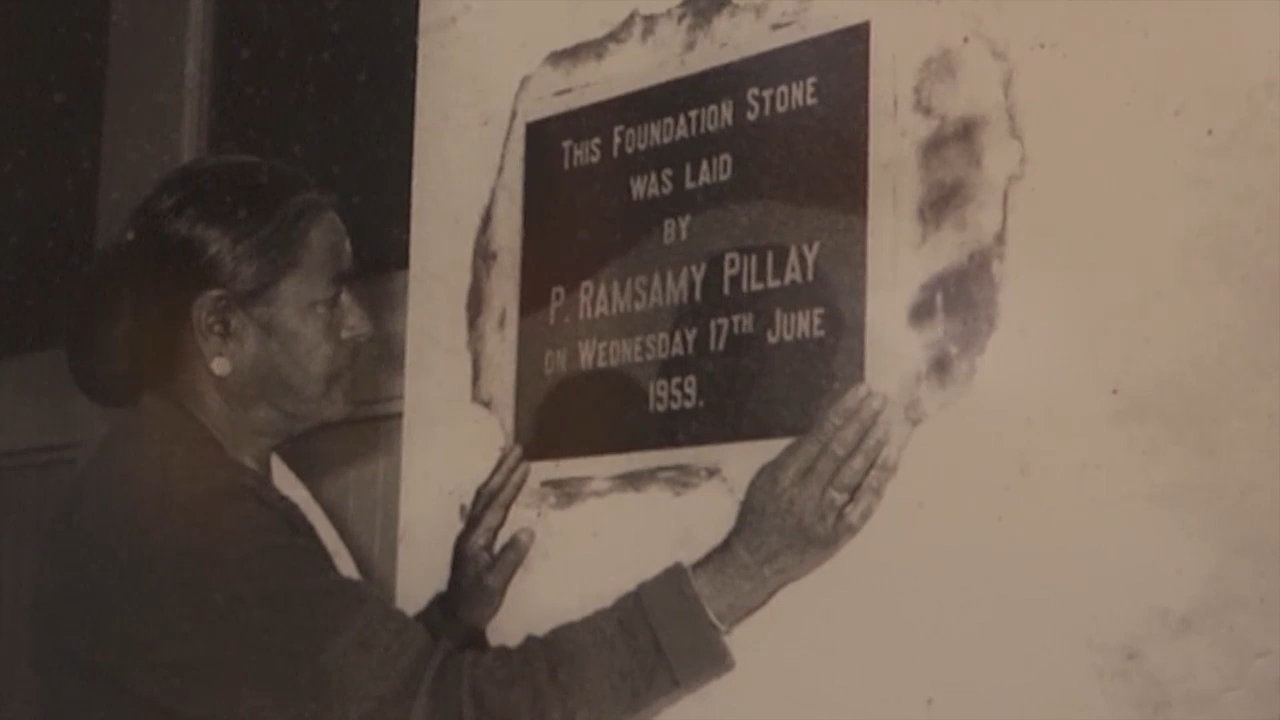 THIS FOUNDATION STONE
WAS LAID
BY
P. RAMSAMY PILLAY
ON WEDNESDAY 17TH JUNE
1959.